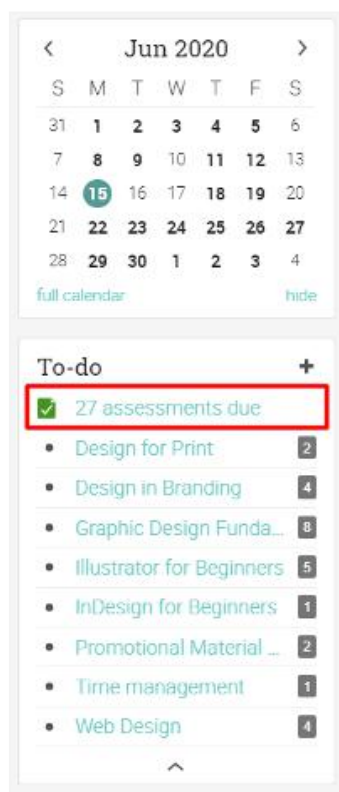 < Jun 2020 >
S M T W T F S
31 1 2 3 4 5 6
7 8 9 10 11 12 13
14 15 16 17 18 19 20
21 22 23 24 25 26 27
28 29 30 1 2 3 4
full calendar hide
To-do +
27 assessments due
• Design for Print 2
• Design in Branding 4
• Graphic Design Funda... 8
• Illustrator for Beginners 5
• InDesign for Beginners 1
• Promotional Material ... 2
• Time management 1
• Web Design 4